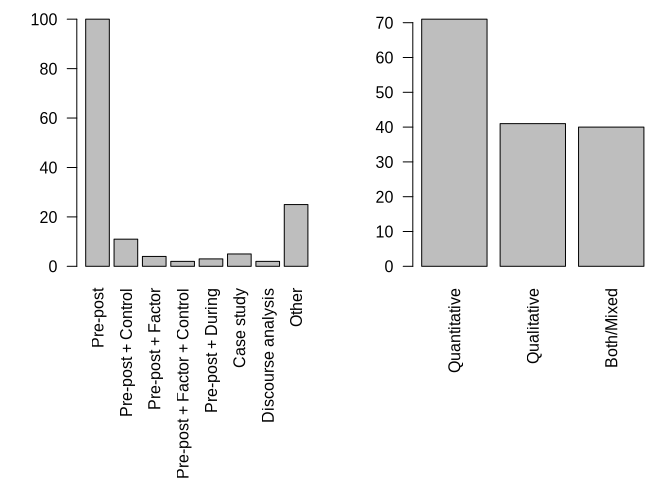 100
80
60
40
20
0
Pre-post
Pre-post + Control
Pre-post + Factor
Pre-post + Factor + Control
Pre-post + During
Case study
Discourse analysis
Other
70
60
50
40
30
20
10
0
Quantitative
Qualitative
Both/Mixed